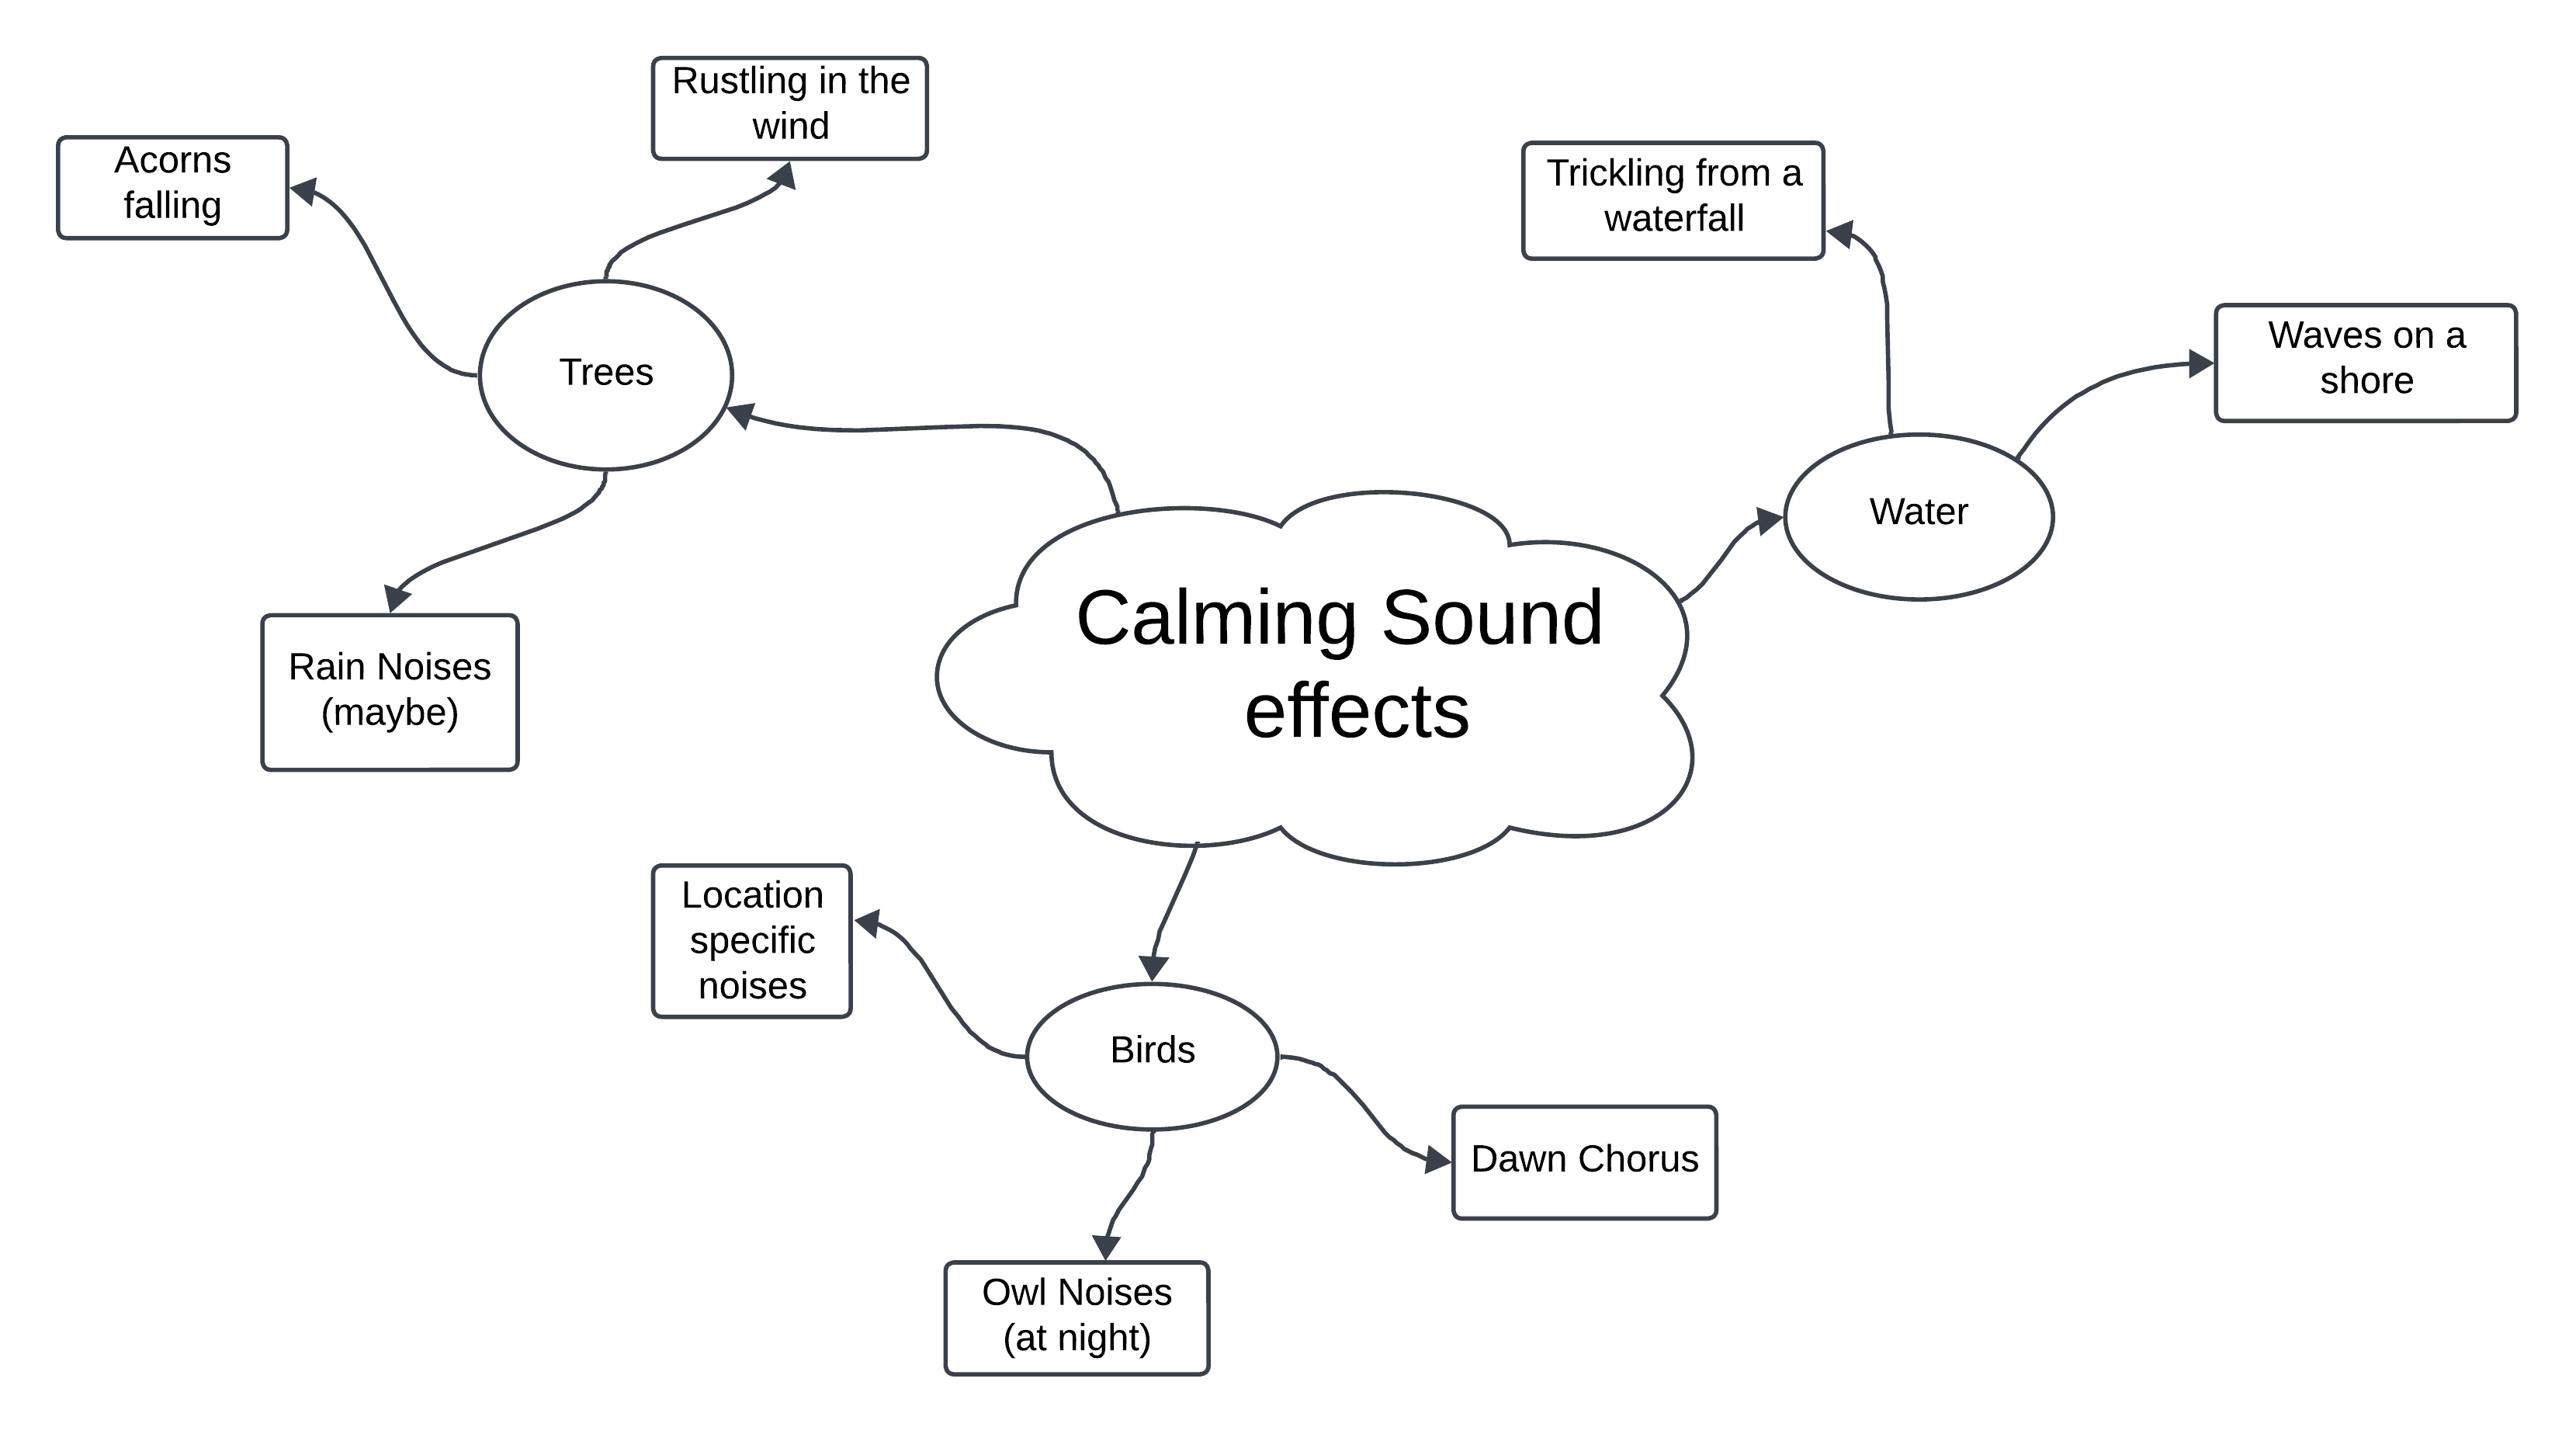 Rustling in the
wind
Acorns
falling
Trickling from a
waterfall
Waves on a
shore
Trees
Water
Calming Sound
effects
Rain Noises
(maybe)
Location
specific
noises
Birds
Dawn Chorus
Owl Noises
(at night)